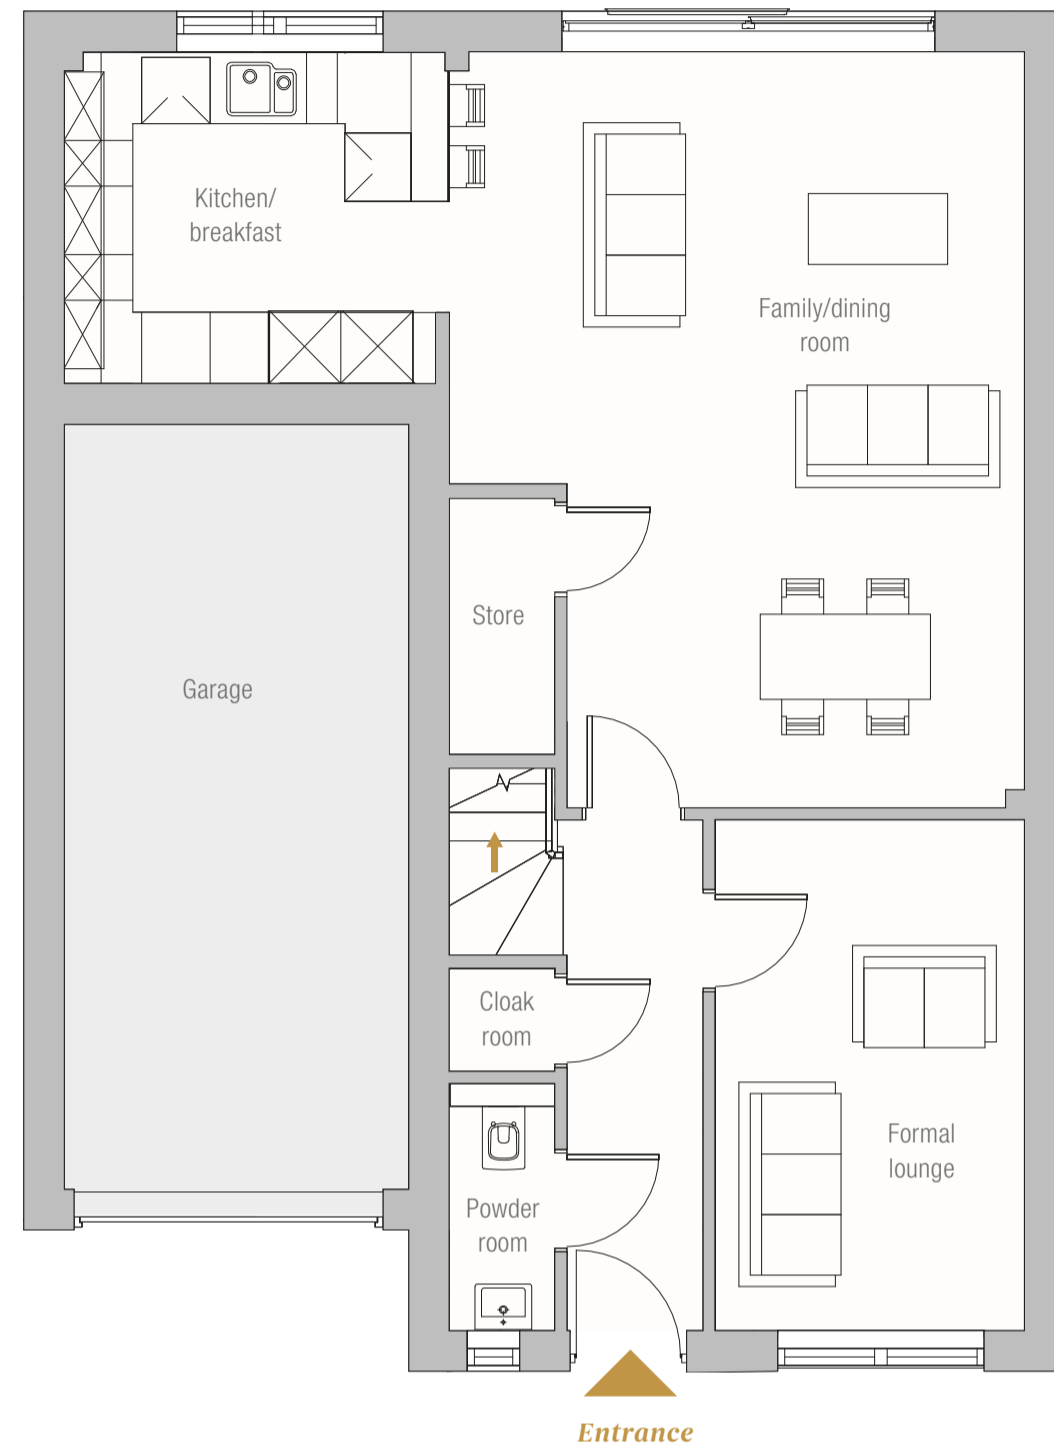 Kitchen/
breakfast
Family/dining
room
Store
Garage
Cloak
room
Formal
lounge
Powder
room
Entrance